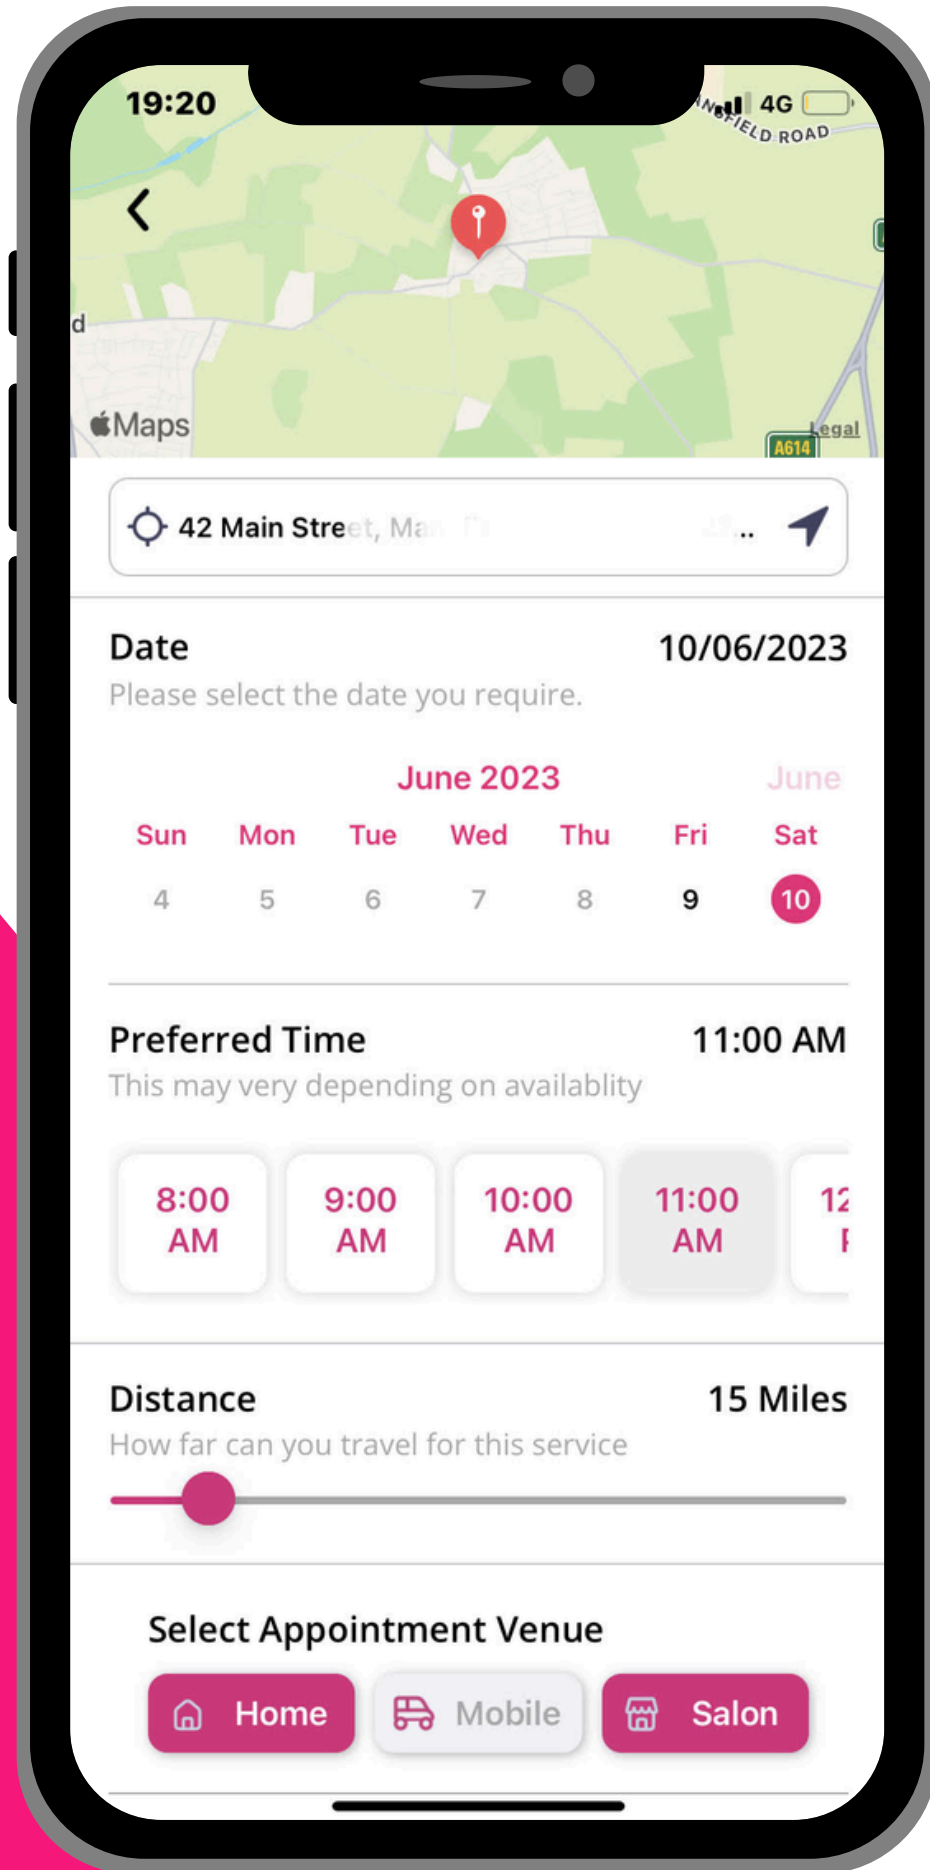 19:20
4G
FIELD ROAD
d
Maps
Legal
A614
42 Main Street, Ma
..
Date 10/06/2023
Please select the date you require.
June 2023 June
Sun Mon Tue Wed Thu Fri Sat
4 5 6 7 8 9 10
Preferred Time 11:00 AM
This may very depending on availablity
8:00 9:00 10:00 11:00 12
AM AM AM AM
Distance 15 Miles
How far can you travel for this service
Select Appointment Venue
Home Mobile Salon